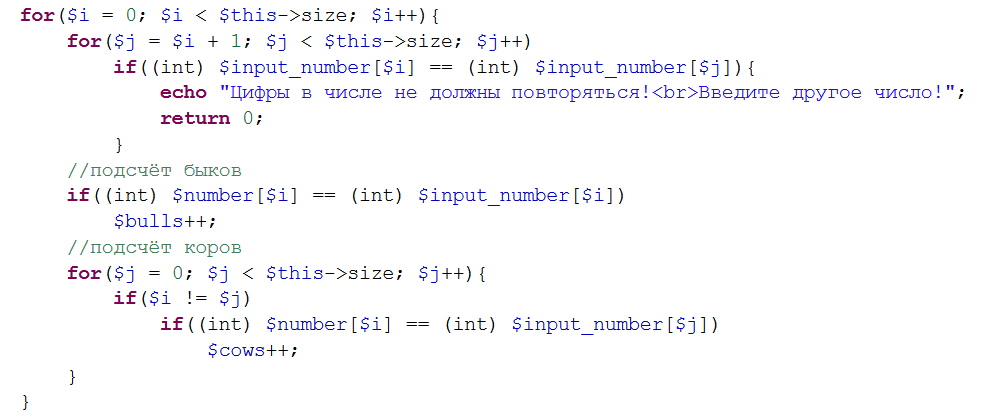 for($i = 0; $i < $this->size; $i++){
    for($j = $i + 1; $j < $this->size; $j++)
        if((int) $input_number[$i] == (int) $input_number[$j]){
            echo "Цифры в числе не должны повторяться!<br>Введите другое число!";
            return 0;
        }
    //подсчёт быков
    if((int) $number[$i] == (int) $input_number[$i])
        $bulls++;
    //подсчёт коров
    for($j = 0; $j < $this->size; $j++){
        if($i != $j)
            if((int) $number[$i] == (int) $input_number[$j])
                $cows++;
    }
}